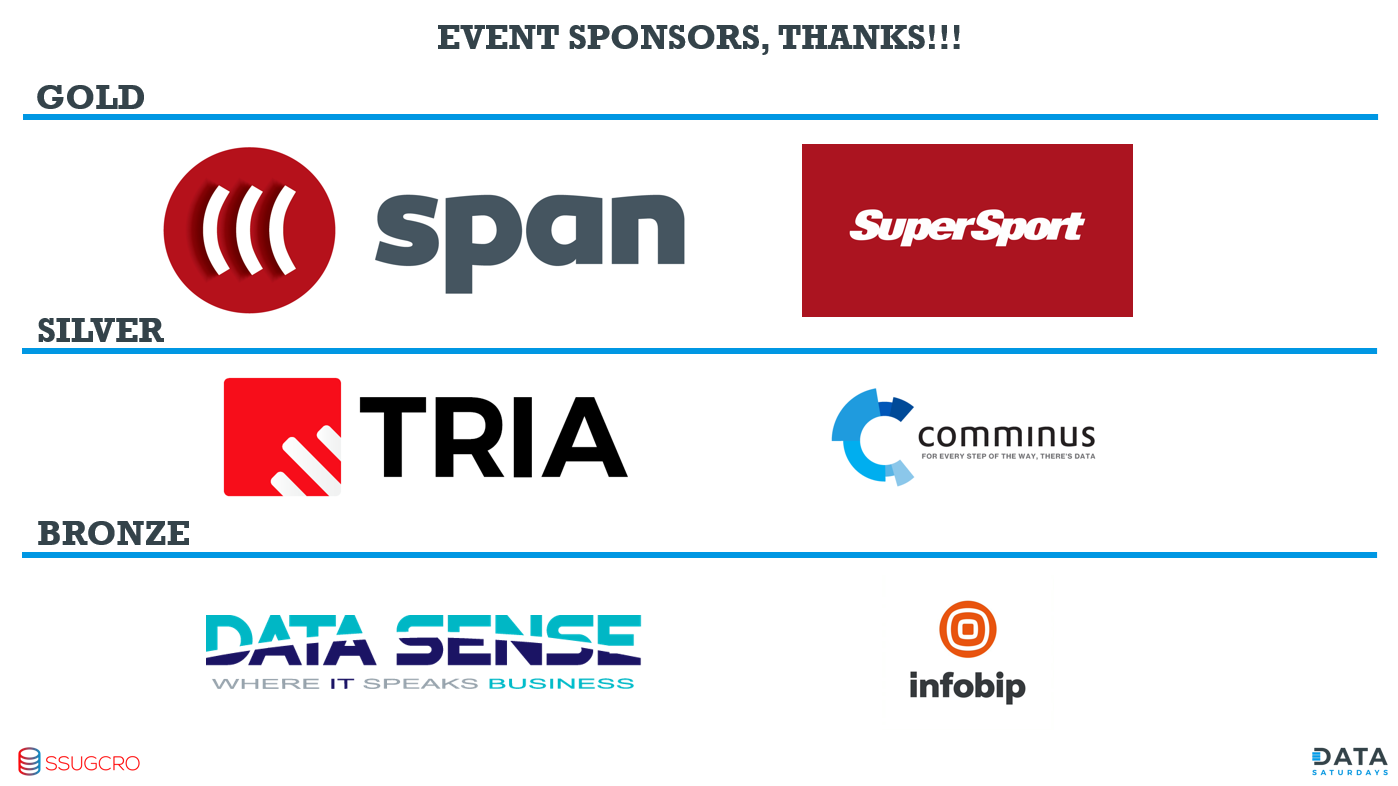 EVENT SPONSORS, THANKS!!!
GOLD
span
SuperSport
SILVER
TRIA
comminus
FOR EVERY STEP OF THE WAY, THERE'S DATA
BRONZE
DATA SENSE
WHERE IT SPEAKS BUSINESS
infobip
SSUGCRO
DATA
SATURDAYS